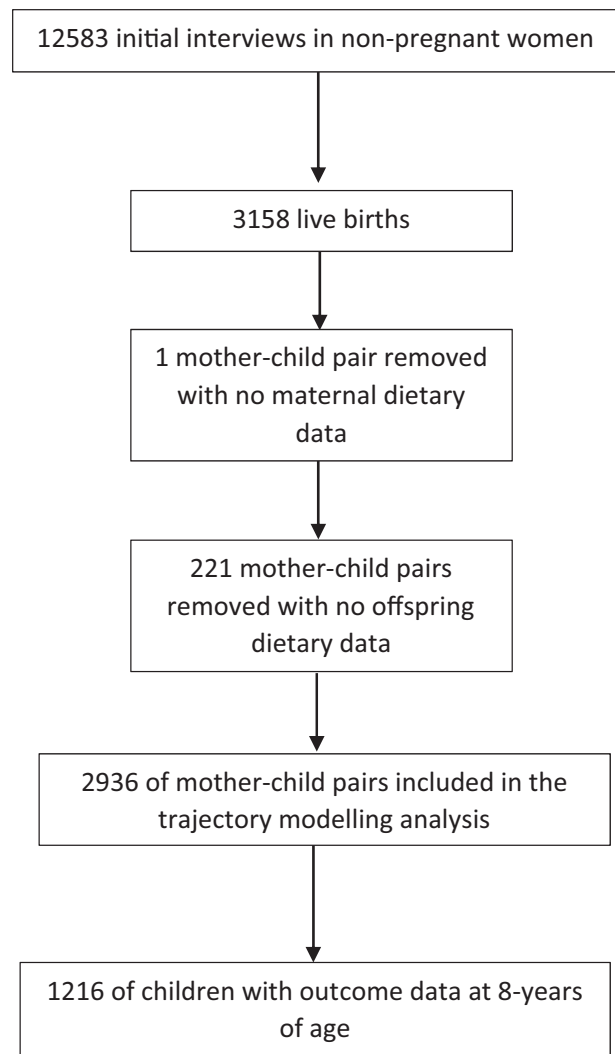 12583 initial interviews in non-pregnant women
3158 live births
1 mother-child pair removed
with no maternal dietary
data
221 mother-child pairs
removed with no offspring
dietary data
2936 of mother-child pairs included in the
trajectory modelling analysis
1216 of children with outcome data at 8-years
of age